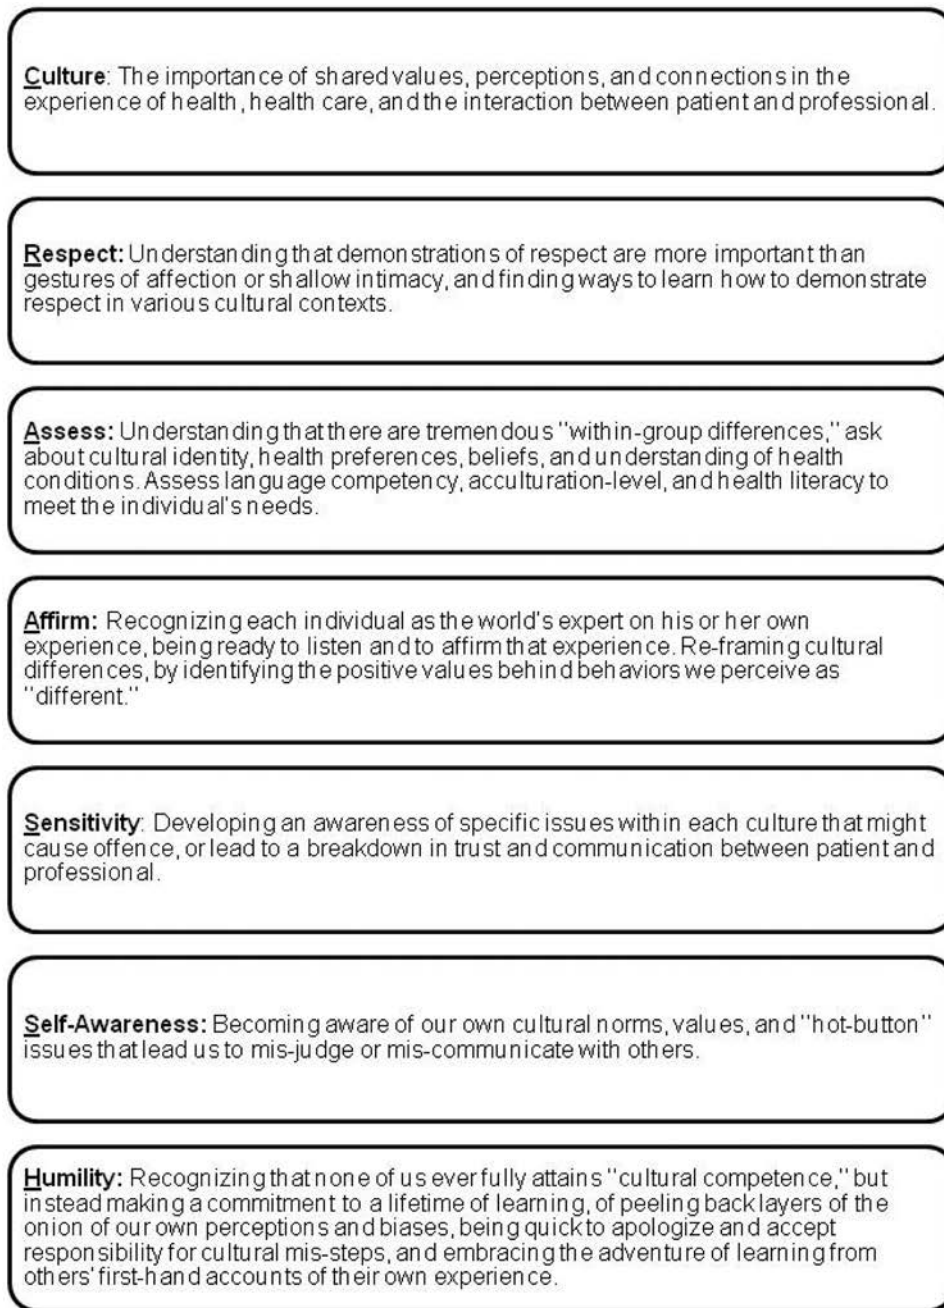 Culture: The importance of shared values, perceptions, and connections in the
experience of health, health care, and the interaction between patient and professional.
Respect: Understanding that demonstrations of respect are more important than
gestures of affection or shallow intimacy, and finding ways to learn how to demonstrate
respect in various cultural contexts.
Assess: Understanding that there are tremendous "within-group differences," ask
about cultural identity, health preferences, beliefs, and understanding of health
conditions. Assess language competency, acculturation-level, and health literacy to
meet the individual's needs.
Affirm: Recognizing each individual as the world's expert on his or her own
experience, being ready to listen and to affirm that experience. Re-framing cultural
differences, by identifying the positive values behind behaviors we perceive as
"different."
Sensitivity: Developing an awareness of specific issues within each culture that might
cause offence, or lead to a breakdown in trust and communication between patient and
professional.
Self-Awareness: Becoming aware of our own cultural norms, values, and "hot-button"
issues that lead us to mis-judge or mis-communicate with others.
Humility: Recognizing that none of us ever fully attains "cultural competence," but
instead making a commitment to a lifetime of learning, of peeling back layers of the
onion of our own perceptions and biases, being quick to apologize and accept
responsibility for cultural mis-steps, and embracing the adventure of learning from
others' first-hand accounts of their own experience.